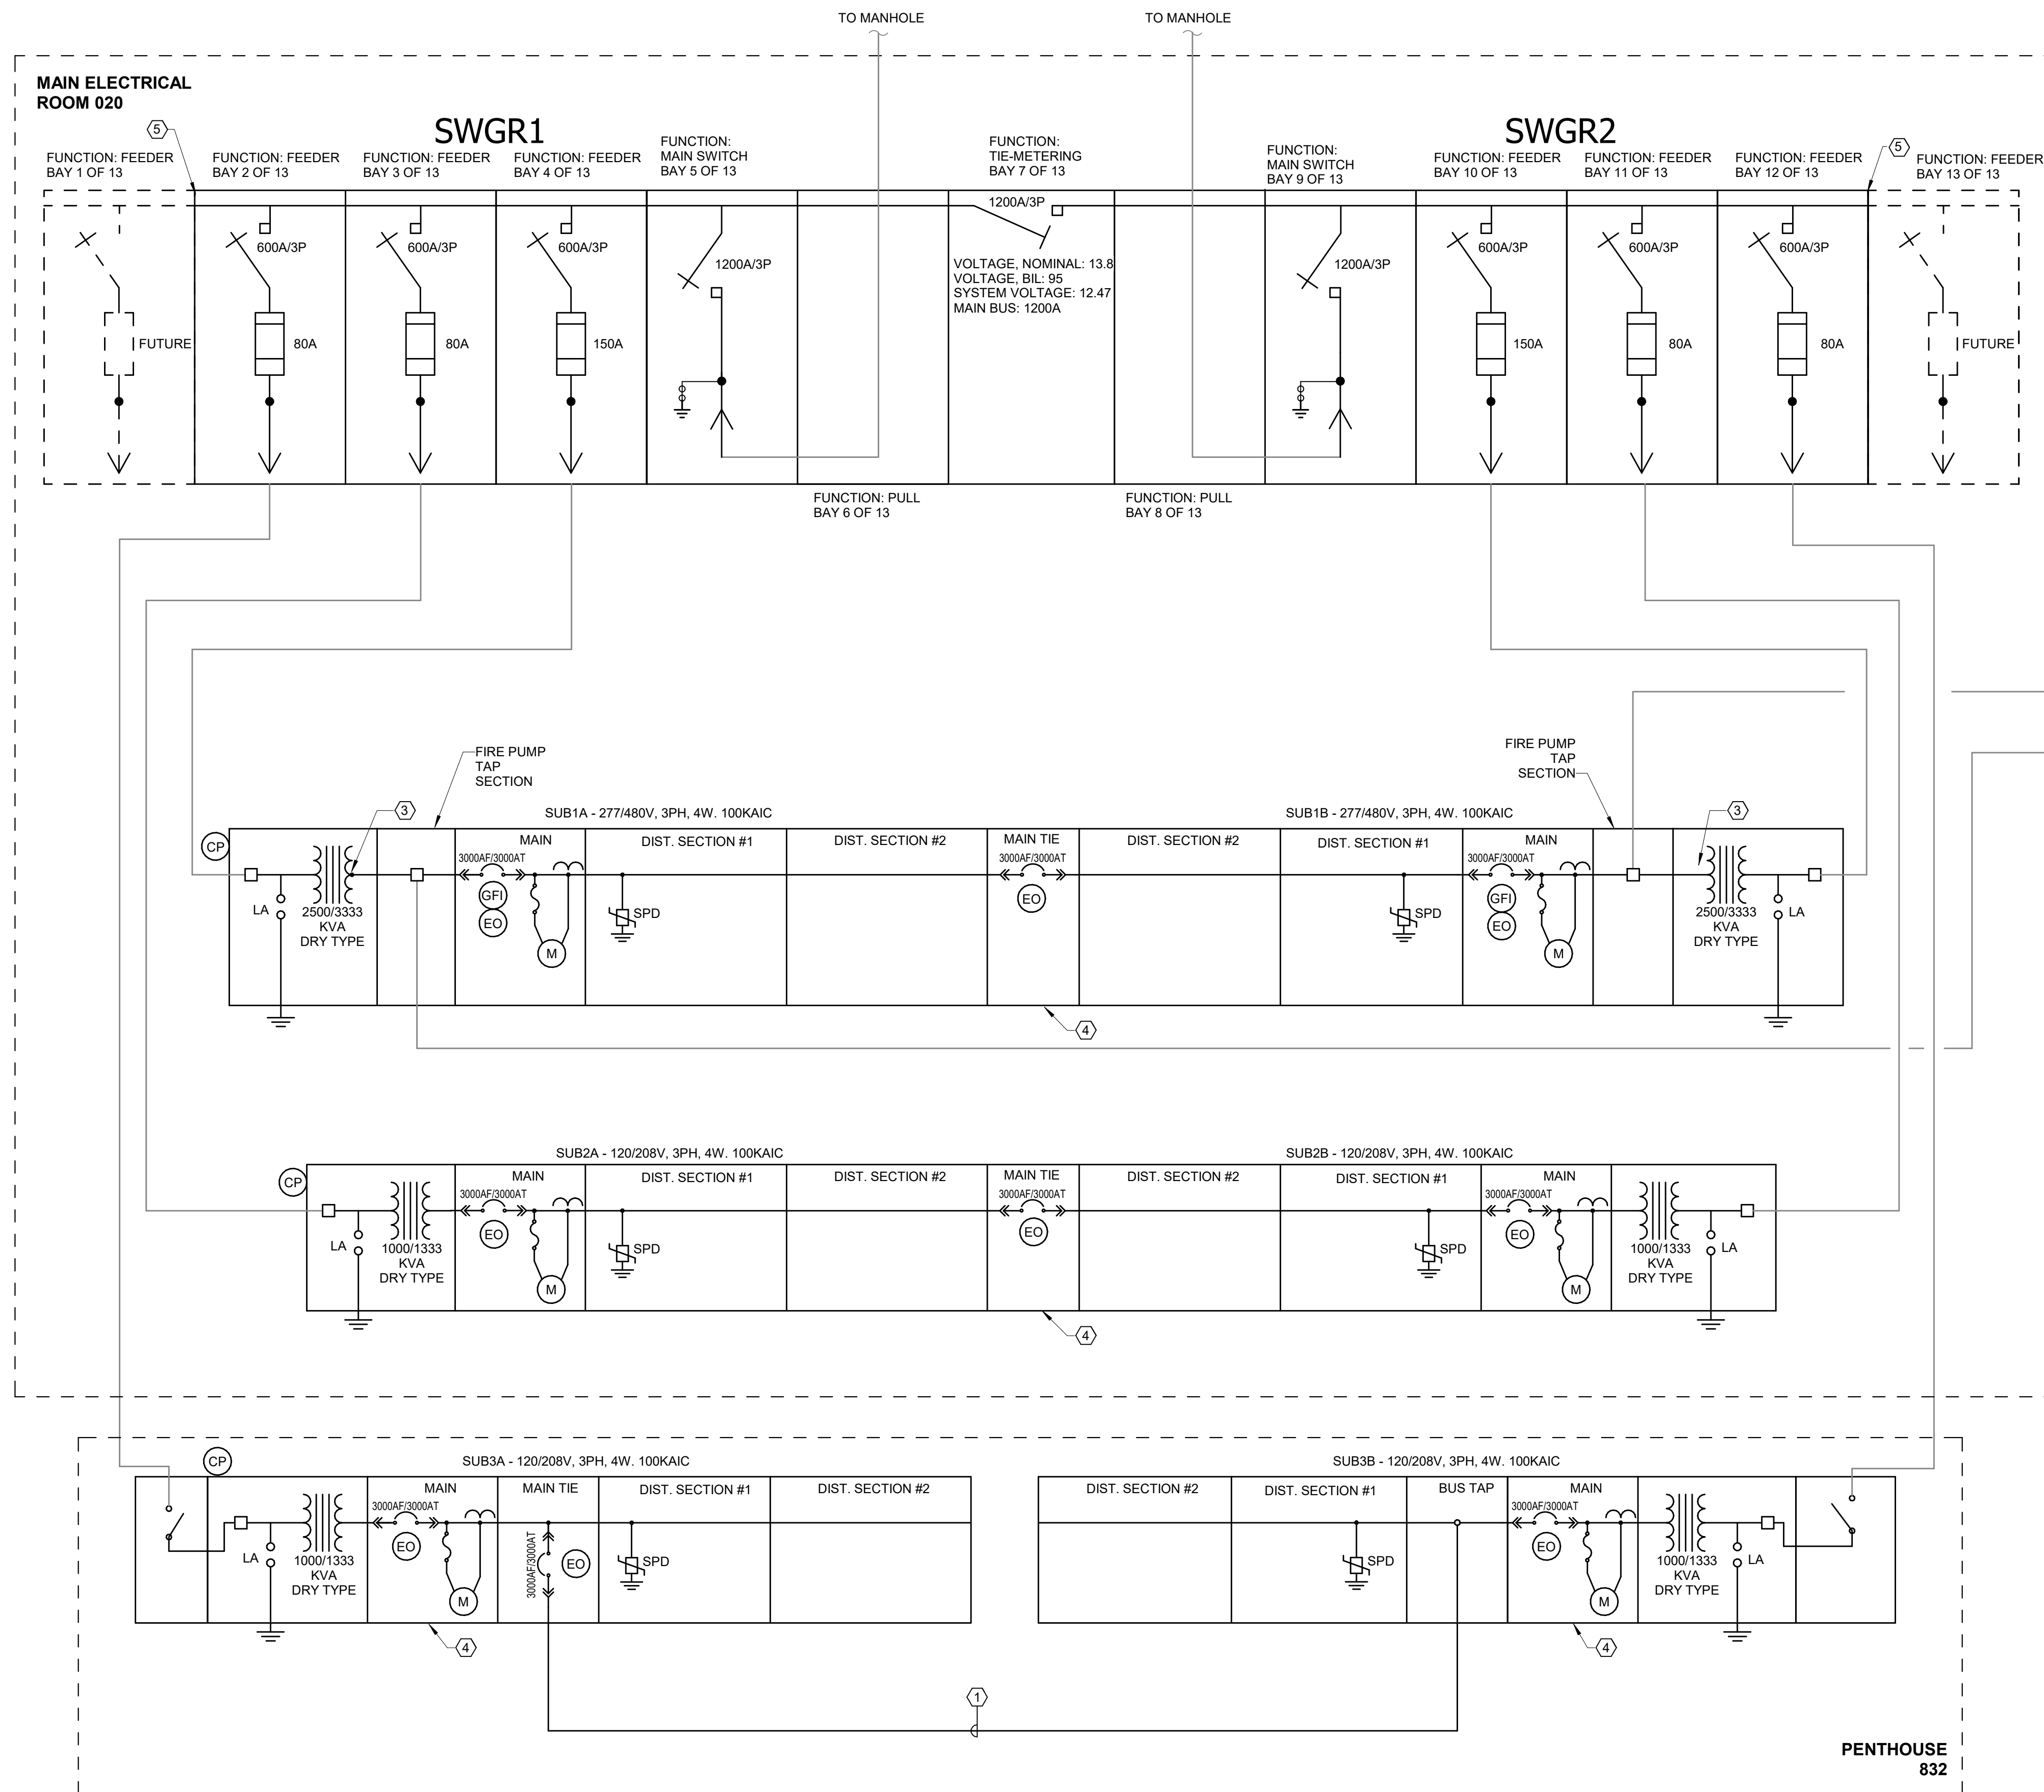 TO MANHOLE
TO MANHOLE
MAIN ELECTRICAL
ROOM 020
SWGR1
SWGR2
5
5
FUNCTION: FEEDER
BAY 1 OF 13
FUNCTION: FEEDER
BAY 2 OF 13
FUNCTION: FEEDER
BAY 3 OF 13
FUNCTION: FEEDER
BAY 4 OF 13
FUNCTION:
MAIN SWITCH
BAY 5 OF 13
FUNCTION:
TIE-METERING
BAY 7 OF 13
FUNCTION:
MAIN SWITCH
BAY 9 OF 13
FUNCTION: FEEDER
BAY 10 OF 13
FUNCTION: FEEDER
BAY 11 OF 13
FUNCTION: FEEDER
BAY 12 OF 13
FUNCTION: FEEDER
BAY 13 OF 13
600A/3P
600A/3P
600A/3P
1200A/3P
1200A/3P
1200A/3P
600A/3P
600A/3P
600A/3P
VOLTAGE, NOMINAL: 13.8
VOLTAGE, BIL: 95
SYSTEM VOLTAGE: 12.47
MAIN BUS: 1200A
FUTURE
80A
80A
150A
150A
80A
80A
FUTURE
FUNCTION: PULL
BAY 6 OF 13
FUNCTION: PULL
BAY 8 OF 13
FIRE PUMP
TAP
SECTION
FIRE PUMP
TAP
SECTION
3
SUB1A - 277/480V, 3PH, 4W. 100KAIC
SUB1B - 277/480V, 3PH, 4W. 100KAIC
3
CP
MAIN
DIST. SECTION #1
DIST. SECTION #2
MAIN TIE
DIST. SECTION #2
DIST. SECTION #1
MAIN
3000AF/3000AT
3000AF/3000AT
3000AF/3000AT
LA
2500/3333
KVA
DRY TYPE
GFI
EO
M
SPD
EO
SPD
GFI
EO
M
2500/3333
KVA
DRY TYPE
LA
4
SUB2A - 120/208V, 3PH, 4W. 100KAIC
SUB2B - 120/208V, 3PH, 4W. 100KAIC
CP
MAIN
DIST. SECTION #1
DIST. SECTION #2
MAIN TIE
DIST. SECTION #2
DIST. SECTION #1
MAIN
3000AF/3000AT
3000AF/3000AT
3000AF/3000AT
LA
1000/1333
KVA
DRY TYPE
EO
M
SPD
EO
SPD
EO
M
1000/1333
KVA
DRY TYPE
LA
4
SUB3A - 120/208V, 3PH, 4W. 100KAIC
SUB3B - 120/208V, 3PH, 4W. 100KAIC
CP
MAIN
MAIN TIE
DIST. SECTION #1
DIST. SECTION #2
DIST. SECTION #2
DIST. SECTION #1
BUS TAP
MAIN
3000AF/3000AT
3000AF/3000AT
3000AF/3000AT
LA
1000/1333
KVA
DRY TYPE
EO
M
EO
SPD
SPD
EO
M
1000/1333
KVA
DRY TYPE
LA
4
4
1
PENTHOUSE
832